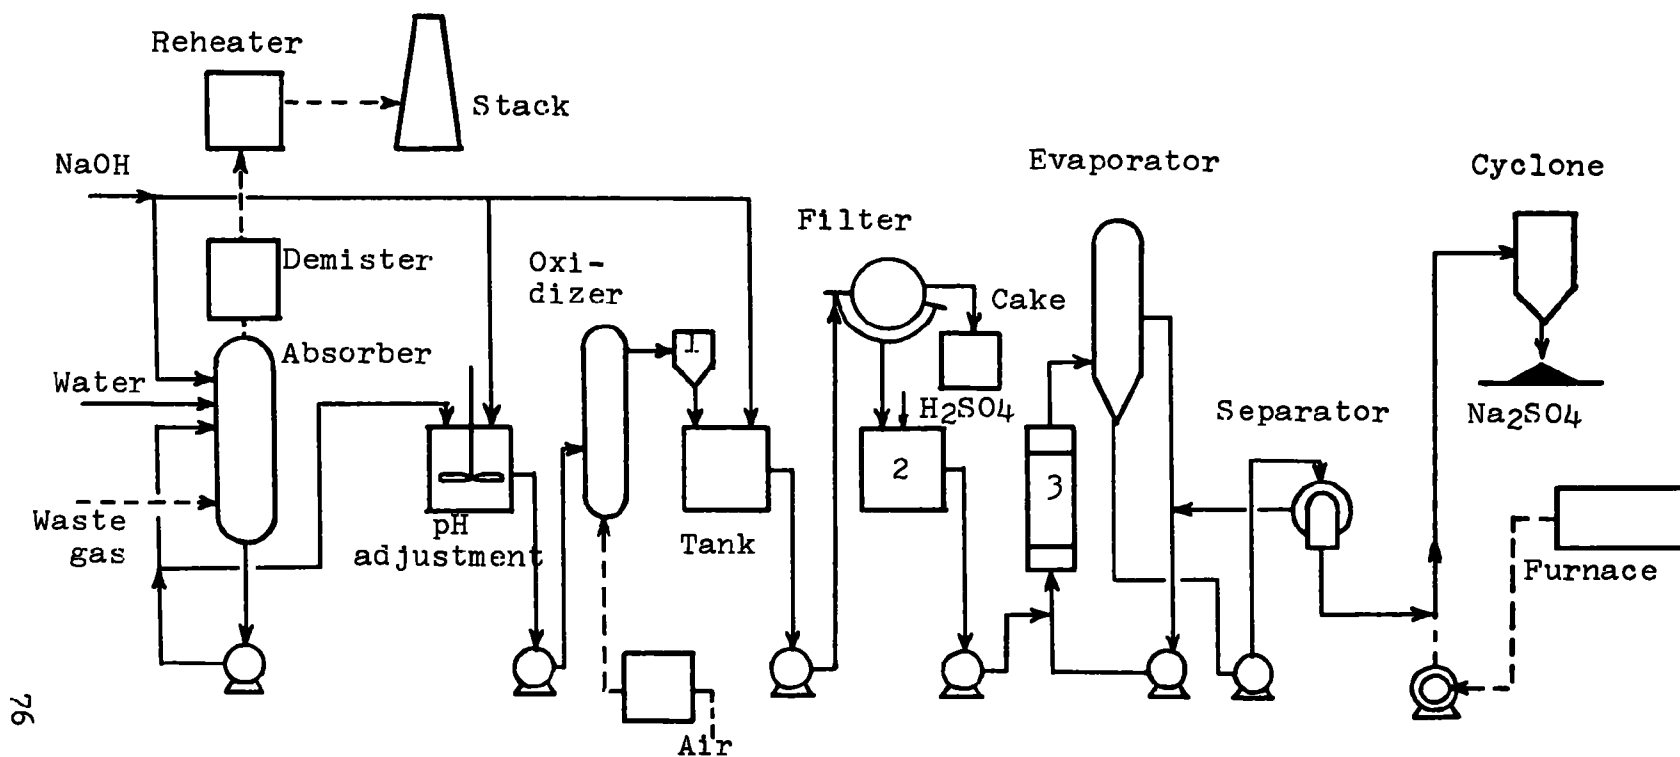 Reheater
Stack
NaOH
Evaporator
Cyclone
Filter
Demister
Oxi-
dizer
Cake
Absorber
1
Water
H2SO4
Separator
Na2SO4
2
3
Waste
gas
pH
adjustment
Tank
Furnace
Air
76